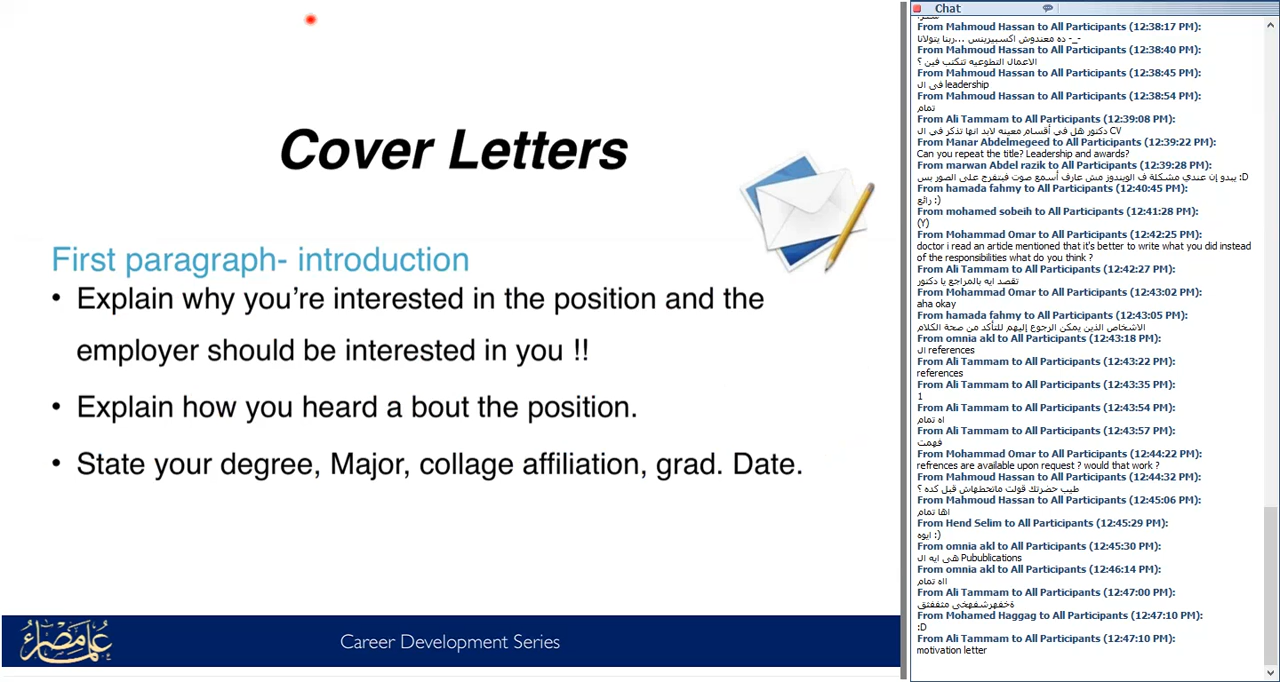 Cover Letters
First paragraph- introduction
• Explain why you’re interested in the position and the
employer should be interested in you !!
• Explain how you heard a bout the position.
• State your degree, Major, collage affiliation, grad. Date.
علماء مصر
Career Development Series
Chat
From Mahmoud Hassan to All Participants (12:38:17 PM):
ده معندوش اكسبيرينس ...ربنا يتولانا -_-
From Mahmoud Hassan to All Participants (12:38:40 PM):
الاعمال التطوعيه تتكتب فين ؟
From Mahmoud Hassan to All Participants (12:38:45 PM):
فى ال leadership
From Mahmoud Hassan to All Participants (12:38:54 PM):
تمام
From Ali Tammam to All Participants (12:39:08 PM):
دكتور هل في أقسام معينه لابد انها تذكر في ال CV
From Manar Abdelmegeed to All Participants (12:39:22 PM):
Can you repeat the title? Leadership and awards?
From marwan Abdel razik to All Participants (12:39:28 PM):
يبدو إن عندي مشكلة ف الويندوز مش عارف أسمع صوت فبتفرج على الصور بس :D
From hamada fahmy to All Participants (12:40:45 PM):
رائع :)
From mohamed sobeih to All Participants (12:41:28 PM):
(Y)
From Mohammad Omar to All Participants (12:42:25 PM):
doctor i read an article mentioned that it's better to write what you did instead
of the responsibilities what do you think ?
From Ali Tammam to All Participants (12:42:27 PM):
تقصد ايه بالمراجع يا دكتور
From Mohammad Omar to All Participants (12:43:02 PM):
aha okay
From hamada fahmy to All Participants (12:43:05 PM):
الاشخاص الذين يمكن الرجوع إليهم للتأكد من صحة الكلام
From omnia akl to All Participants (12:43:18 PM):
ال references
From Ali Tammam to All Participants (12:43:22 PM):
references
From Ali Tammam to All Participants (12:43:35 PM):
1
From Ali Tammam to All Participants (12:43:54 PM):
اه تمام
From Ali Tammam to All Participants (12:43:57 PM):
فهمت
From Mohammad Omar to All Participants (12:44:22 PM):
refrences are available upon request ? would that work ?
From Mahmoud Hassan to All Participants (12:44:32 PM):
طيب حضرتك قولت ماتحطهاش قبل كده ؟
From Mahmoud Hassan to All Participants (12:45:06 PM):
اها تمام
From Hend Selim to All Participants (12:45:29 PM):
ايوه :)
From omnia akl to All Participants (12:45:30 PM):
هى ايه ال Pubublications
From omnia akl to All Participants (12:46:14 PM):
ااه تمام
From Ali Tammam to All Participants (12:47:00 PM):
From Mohamed Haggag to All Participants (12:47:10 PM):
:D
From Ali Tammam to All Participants (12:47:10 PM):
motivation letter